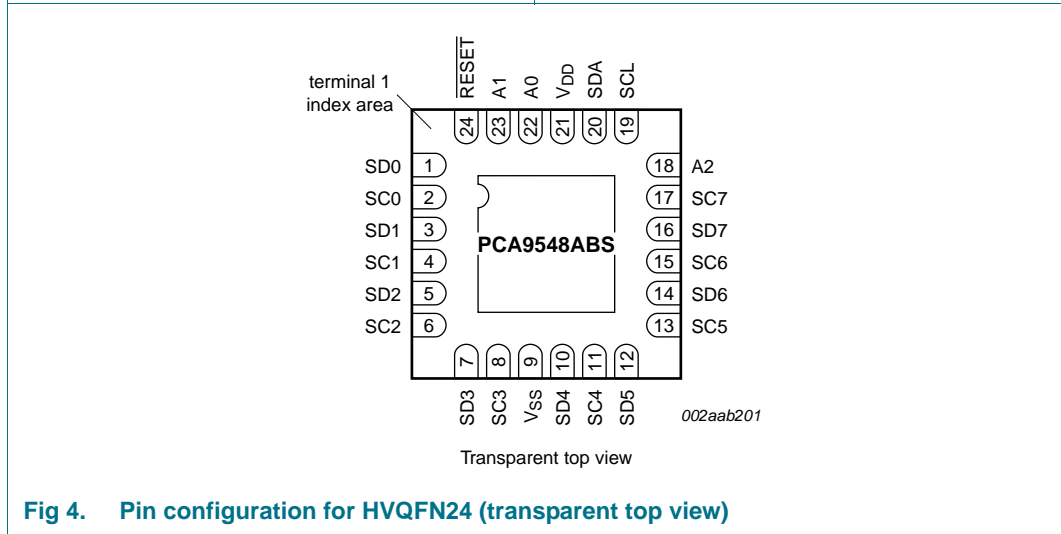 terminal 1
index area
RESET
A1
A0
VDD
SDA
SCL
24
23
22
21
20
19
SD0 1
SC0 2
SD1 3
SC1 4
SD2 5
SC2 6
18 A2
17 SC7
16 SD7
15 SC6
14 SD6
13 SC5
PCA9548ABS
7
8
9
10
11
12
SD3
SC3
VSS
SD4
SC4
SD5
002aab201
Transparent top view
Fig 4. Pin configuration for HVQFN24 (transparent top view)